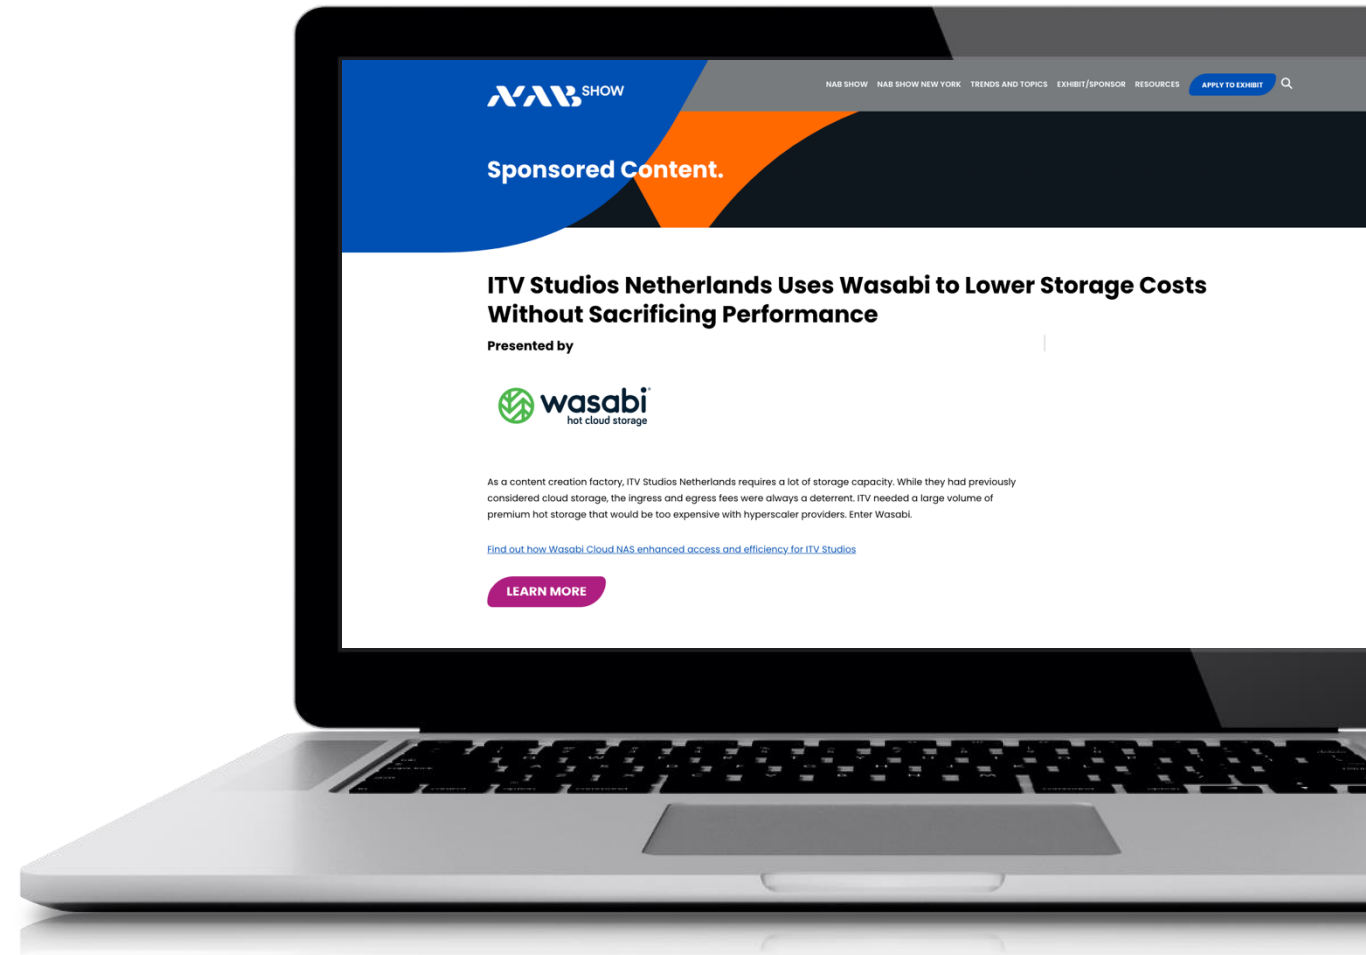 NAB SHOW
NAB SHOW NAB SHOW NEW YORK TRENDS AND TOPICS EXHIBIT/SPONSOR RESOURCES APPLY TO EXHIBIT
Sponsored Content.
ITV Studios Netherlands Uses Wasabi to Lower Storage Costs
Without Sacrificing Performance
Presented by
wasabi
hot cloud storage
As a content creation factory, ITV Studios Netherlands requires a lot of storage capacity. While they had previously
considered cloud storage, the ingress and egress fees were always a deterrent. ITV needed a large volume of
premium hot storage that would be too expensive with hyperscaler providers. Enter Wasabi.
Find out how Wasabi Cloud NAS enhanced access and efficiency for ITV Studios
LEARN MORE